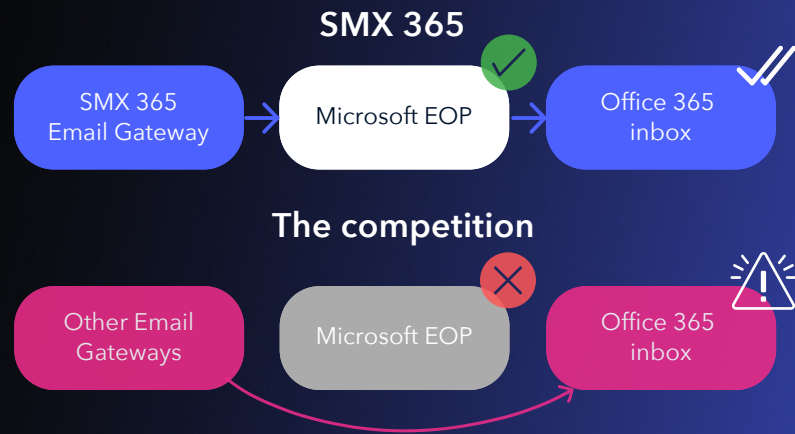 SMX 365
SMX 365
Email Gateway
Microsoft EOP
Office 365
inbox
The competition
Other Email
Gateways
Microsoft EOP
Office 365
inbox